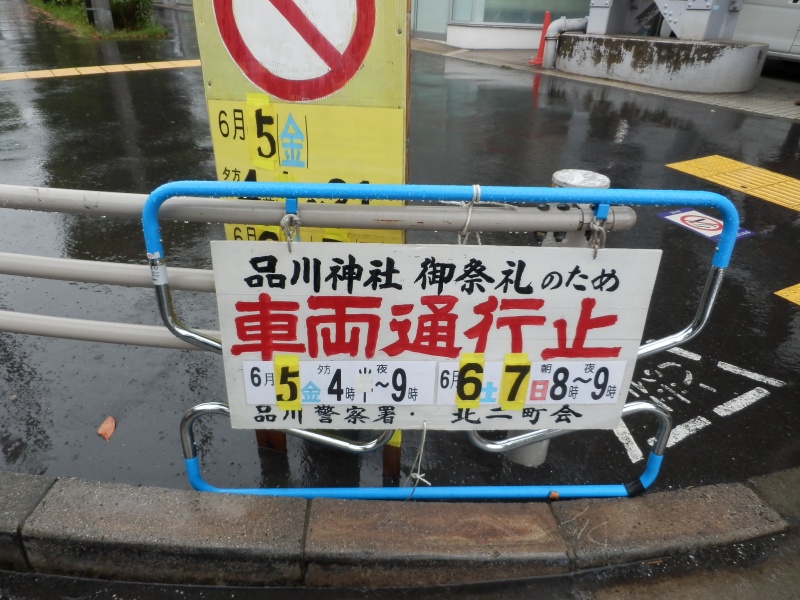 6月5金
夕方
品川神社 御祭礼のため
車両通行止
6月5金 夕方4時半~夜9時 6月6土7日 朝8時~夜9時
品川警察署・北二町会